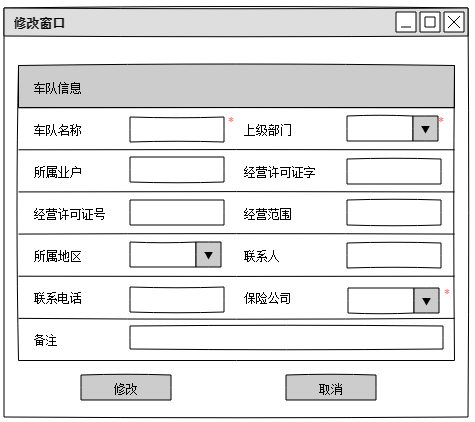 修改窗口
车队信息
车队名称 * 上级部门 *
所属业户 经营许可证字
经营许可证号 经营范围
所属地区 联系人
联系电话 保险公司 *
备注
修改 取消